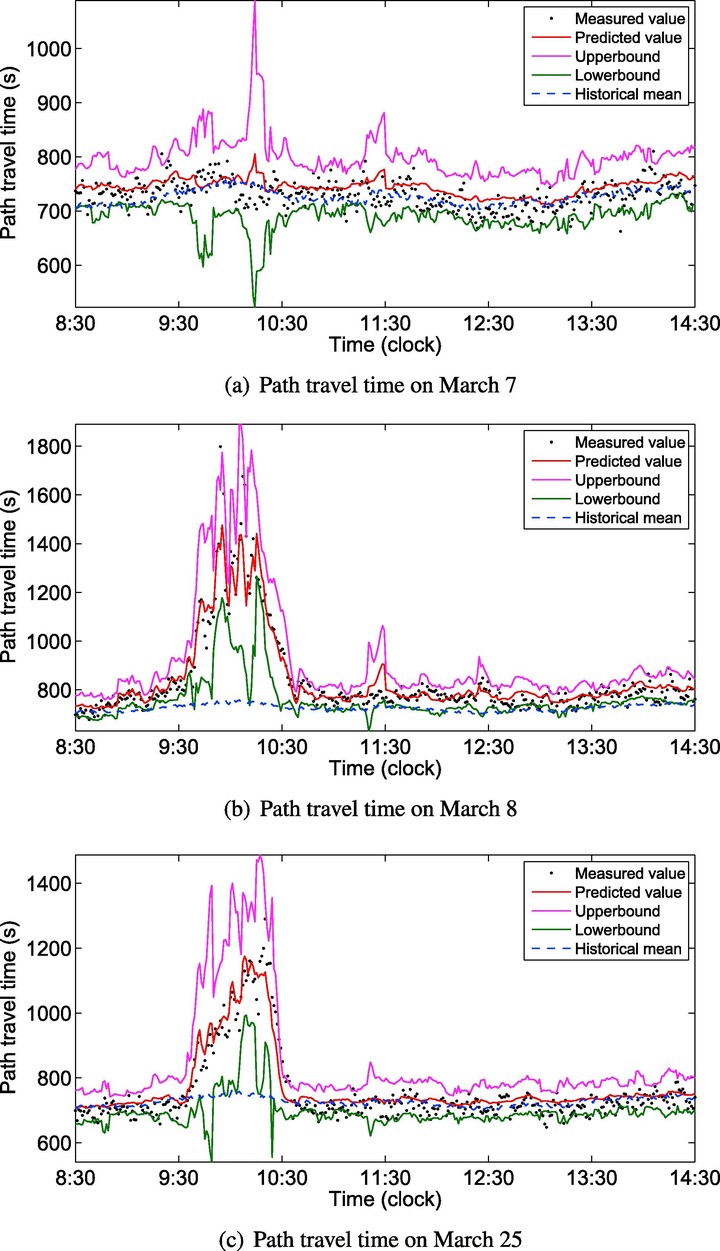 Path travel time (s)
1000
900
800
700
600
Measured value
Predicted value
Upperbound
Lowerbound
Historical mean
8:30 9:30 10:30 11:30 12:30 13:30 14:30
Time (clock)
(a) Path travel time on March 7
Path travel time (s)
1800
1600
1400
1200
1000
800
Measured value
Predicted value
Upperbound
Lowerbound
Historical mean
8:30 9:30 10:30 11:30 12:30 13:30 14:30
Time (clock)
(b) Path travel time on March 8
Path travel time (s)
1400
1200
1000
800
600
Measured value
Predicted value
Upperbound
Lowerbound
Historical mean
8:30 9:30 10:30 11:30 12:30 13:30 14:30
Time (clock)
(c) Path travel time on March 25